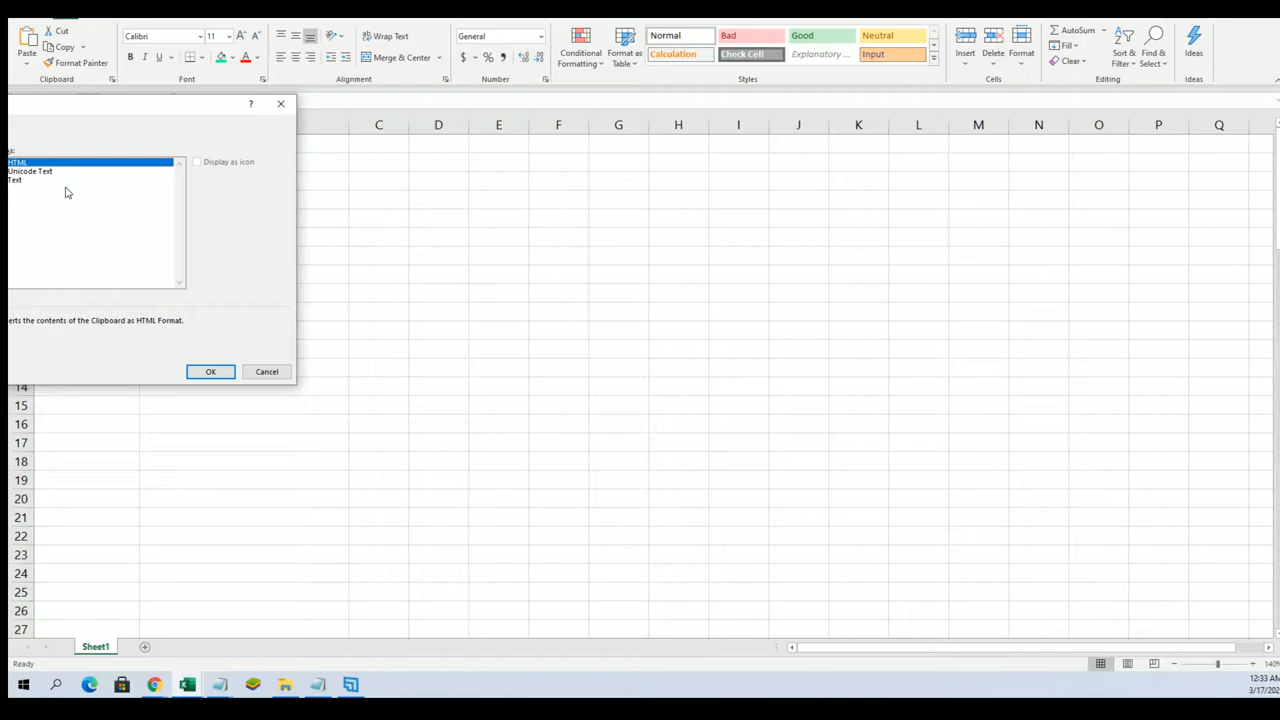 Cut
Calibri 11
Wrap Text
General
Normal Bad Good Neutral
AutoSum
Paste
Copy
B I U
Merge & Center
$ % ,
Conditional Formatting
Format as Table
Calculation Check Cell Explanatory ... Input
Insert Delete Format
Fill
Sort & Filter
Find & Select
Ideas
Format Painter
Clear
Clipboard Font Alignment Number Styles Cells Editing Ideas
?
C D E F G H I J K L M N O P Q
HTML
Unicode Text
Text
Display as icon
erts the contents of the Clipboard as HTML Format.
OK Cancel
14
15
16
17
18
19
20
21
22
23
24
25
26
27
Sheet1
Ready
140%
12:33 AM
3/17/202